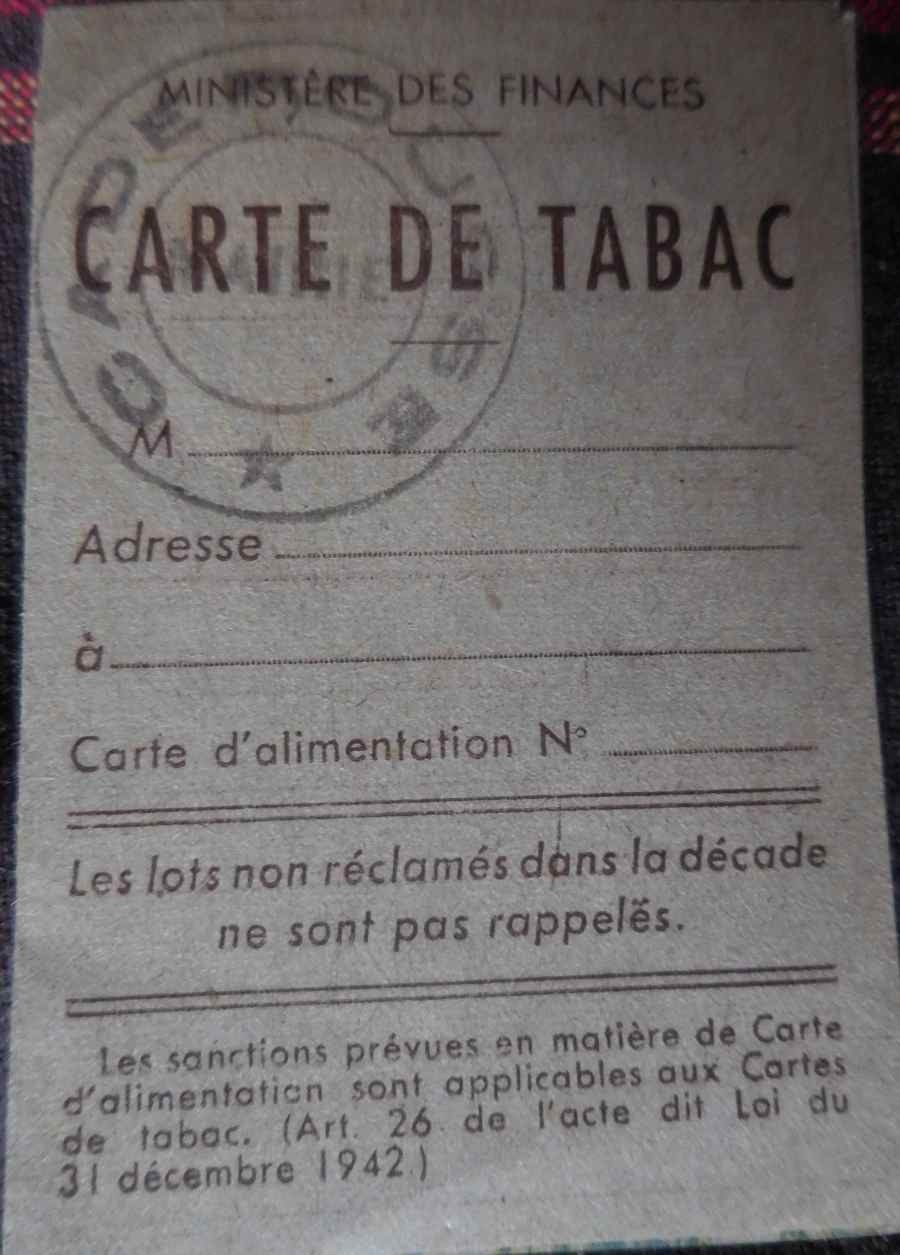 MINISTÈRE DES FINANCES
CARTE DE TABAC
M
Adresse
à
Carte d'alimentation N°
Les lots non réclamés dans la décade
ne sont pas rappelés.
Les sanctions prévues en matière de Carte
d'alimentation sont applicables aux Cartes
de tabac. (Art. 26 de l'acte dit Loi du
31 décembre 1942.)